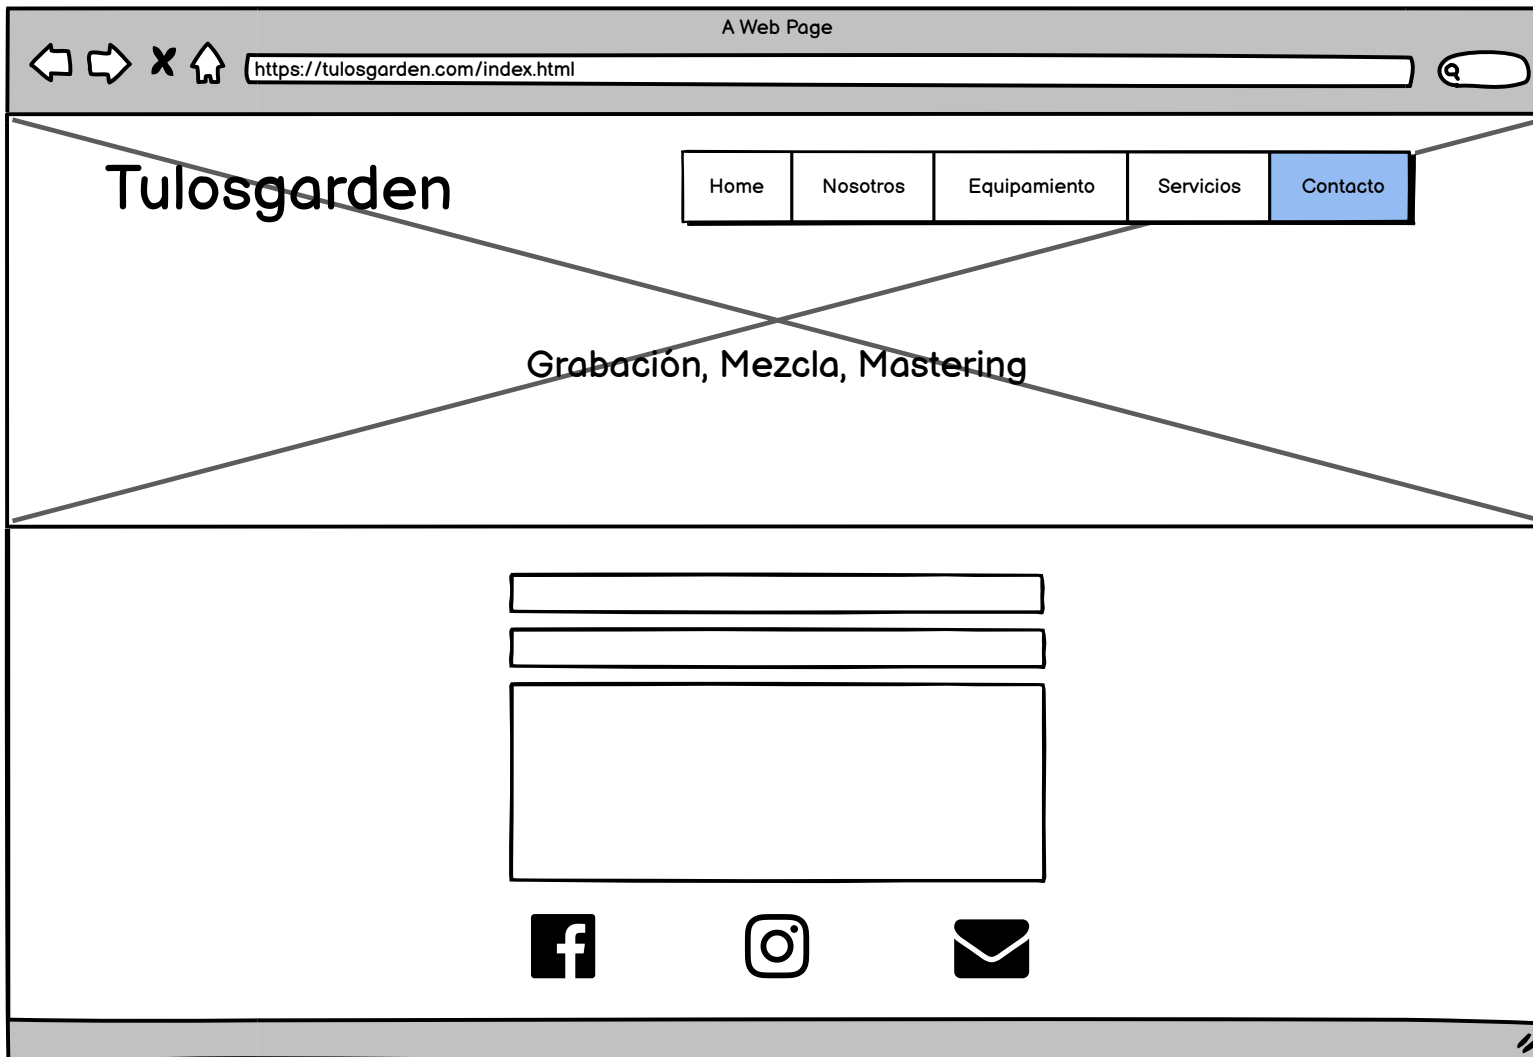 A Web Page
https://tulosgarden.com/index.html
Tulosgarden
Home Nosotros Equipamiento Servicios Contacto
Grabación, Mezcla, Mastering